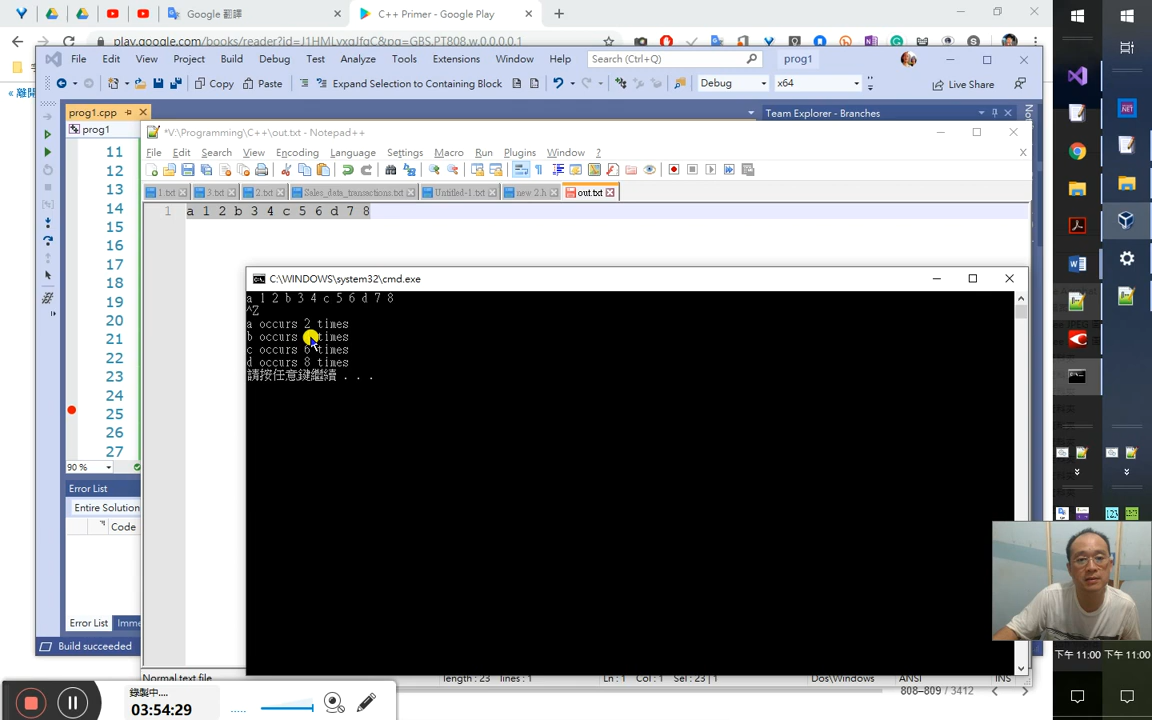 Google 翻譯
C++ Primer - Google Play
play.google.com/books/reader?id=J1HMLyxqJfqC&pg=GBS.PT808.w.0.0.0.0.1
File Edit View Project Build Debug Test Analyze Tools Extensions Window Help Search (Ctrl+Q) prog1
Copy Paste Expand Selection to Containing Block Debug x64 Live Share
« 離開
prog1.cpp
Team Explorer - Branches
prog1
*V:\Programming\C++\out.txt - Notepad++
File Edit Search View Encoding Language Settings Macro Run Plugins Window ?
X
1.txt 3.txt 2.txt Sales_data_transactions.txt Untitled-1.txt new 2.h out.txt
1 a 1 2 b 3 4 c 5 6 d 7 8
11
12
13
14
15
16
17
18
19
20
21
22
23
24
25
26
27
90 %
C:\WINDOWS\system32\cmd.exe
a 1 2 b 3 4 c 5 6 d 7 8
^Z
a occurs 2 times
b occurs times
c occurs 6 times
d occurs 8 times
請按任意鍵繼續 . . .
Error List
Entire Solution
Code
Error List Imme
Build succeeded
Normal text file length : 23 lines : 1 Ln : 1 Col : 1 Sel : 23 | 1 Dos\Windows ANSI INS
808–809 / 3412
錄製中....
03:54:29
.NET
123
下午 11:00 下午 11:00